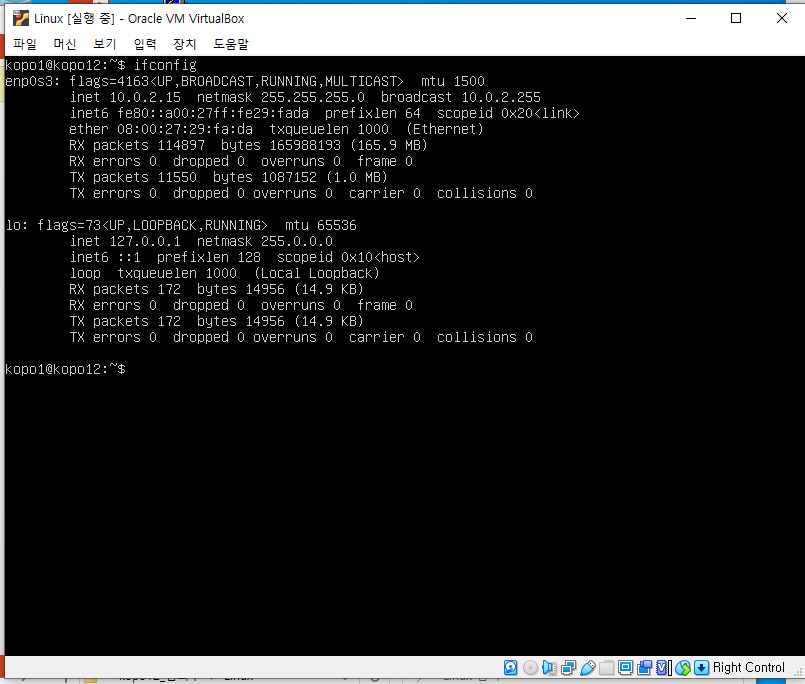 Linux [실행 중] - Oracle VM VirtualBox
파일 머신 보기 입력 장치 도움말
kopo1@kopo12:~$ ifconfig
enp0s3: flags=4163<UP,BROADCAST,RUNNING,MULTICAST>  mtu 1500
        inet 10.0.2.15  netmask 255.255.255.0  broadcast 10.0.2.255
        inet6 fe80::a00:27ff:fe29:fada  prefixlen 64  scopeid 0x20<link>
        ether 08:00:27:29:fa:da  txqueuelen 1000  (Ethernet)
        RX packets 114897  bytes 165988193 (165.9 MB)
        RX errors 0  dropped 0  overruns 0  frame 0
        TX packets 11550  bytes 1087152 (1.0 MB)
        TX errors 0  dropped 0 overruns 0  carrier 0  collisions 0
lo: flags=73<UP,LOOPBACK,RUNNING>  mtu 65536
        inet 127.0.0.1  netmask 255.0.0.0
        inet6 ::1  prefixlen 128  scopeid 0x10<host>
        loop  txqueuelen 1000  (Local Loopback)
        RX packets 172  bytes 14956 (14.9 KB)
        RX errors 0  dropped 0  overruns 0  frame 0
        TX packets 172  bytes 14956 (14.9 KB)
        TX errors 0  dropped 0 overruns 0  carrier 0  collisions 0
kopo1@kopo12:~$
Right Control